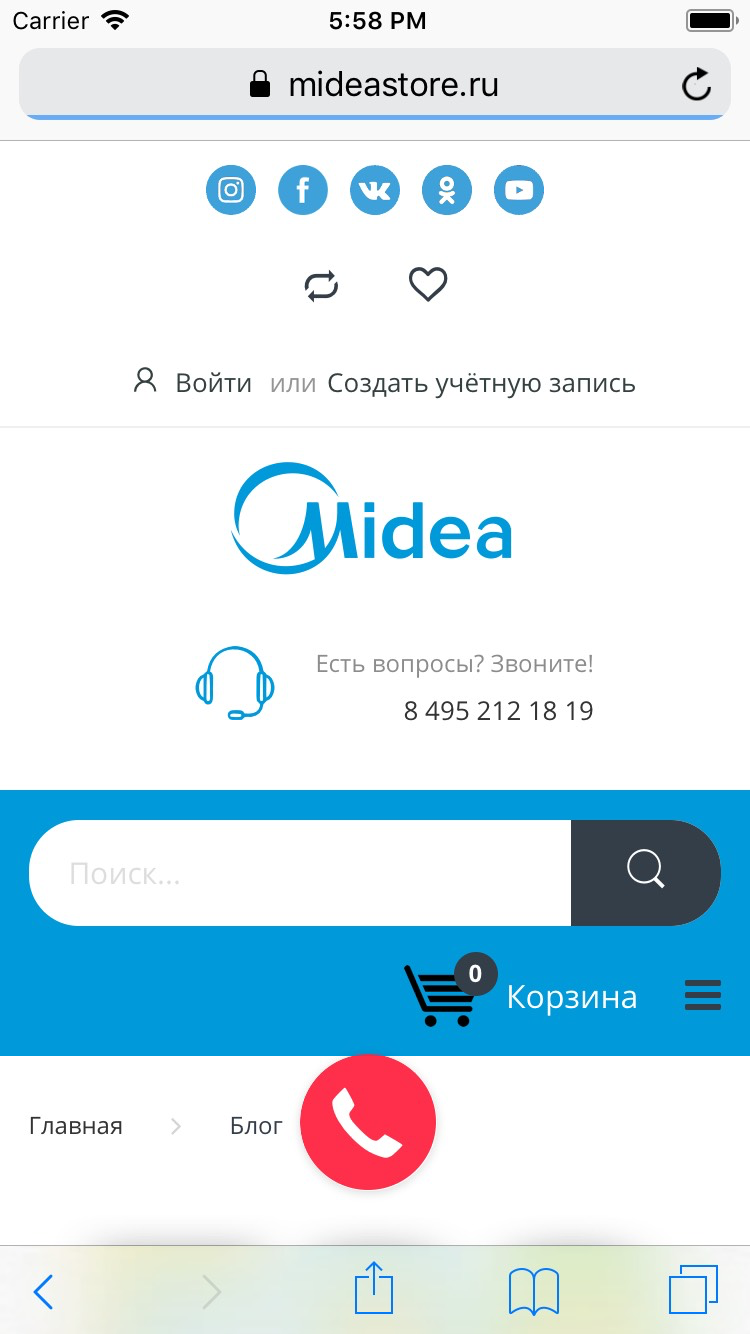 Carrier 5:58 PM
mideastore.ru
Войти или Создать учётную запись
Midea
Есть вопросы? Звоните!
8 495 212 18 19
Поиск...
0
Корзина
Главная Блог